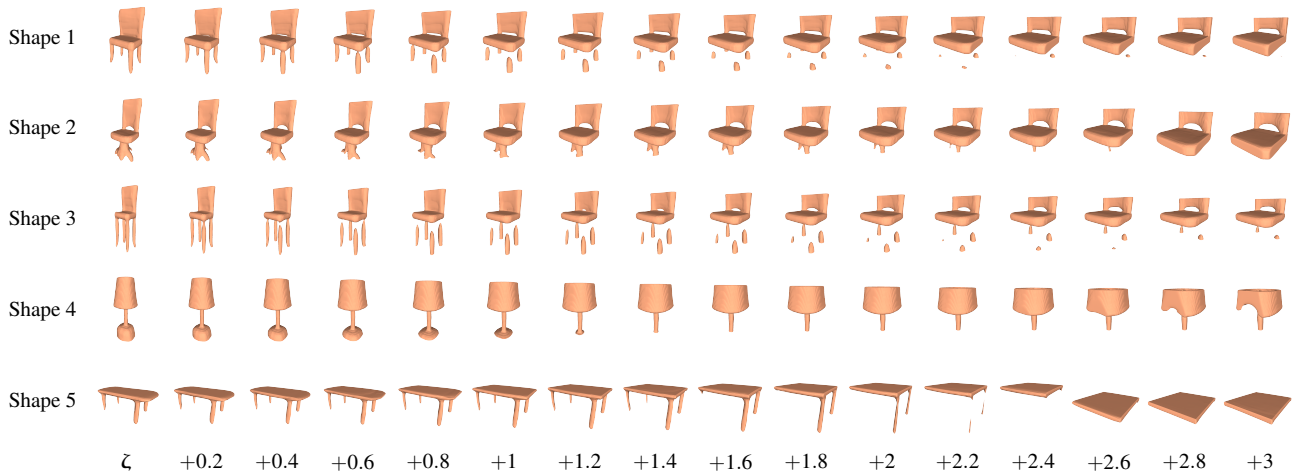 Shape 1
Shape 2
Shape 3
Shape 4
Shape 5
ζ +0.2 +0.4 +0.6 +0.8 +1 +1.2 +1.4 +1.6 +1.8 +2 +2.2 +2.4 +2.6 +2.8 +3